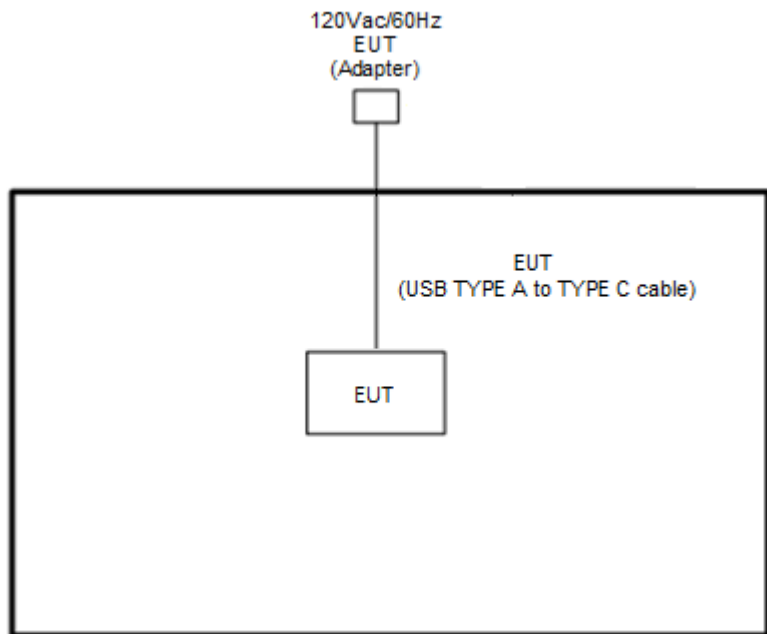 120Vac/60Hz
EUT
(Adapter)
EUT
(USB TYPE A to TYPE C cable)
EUT